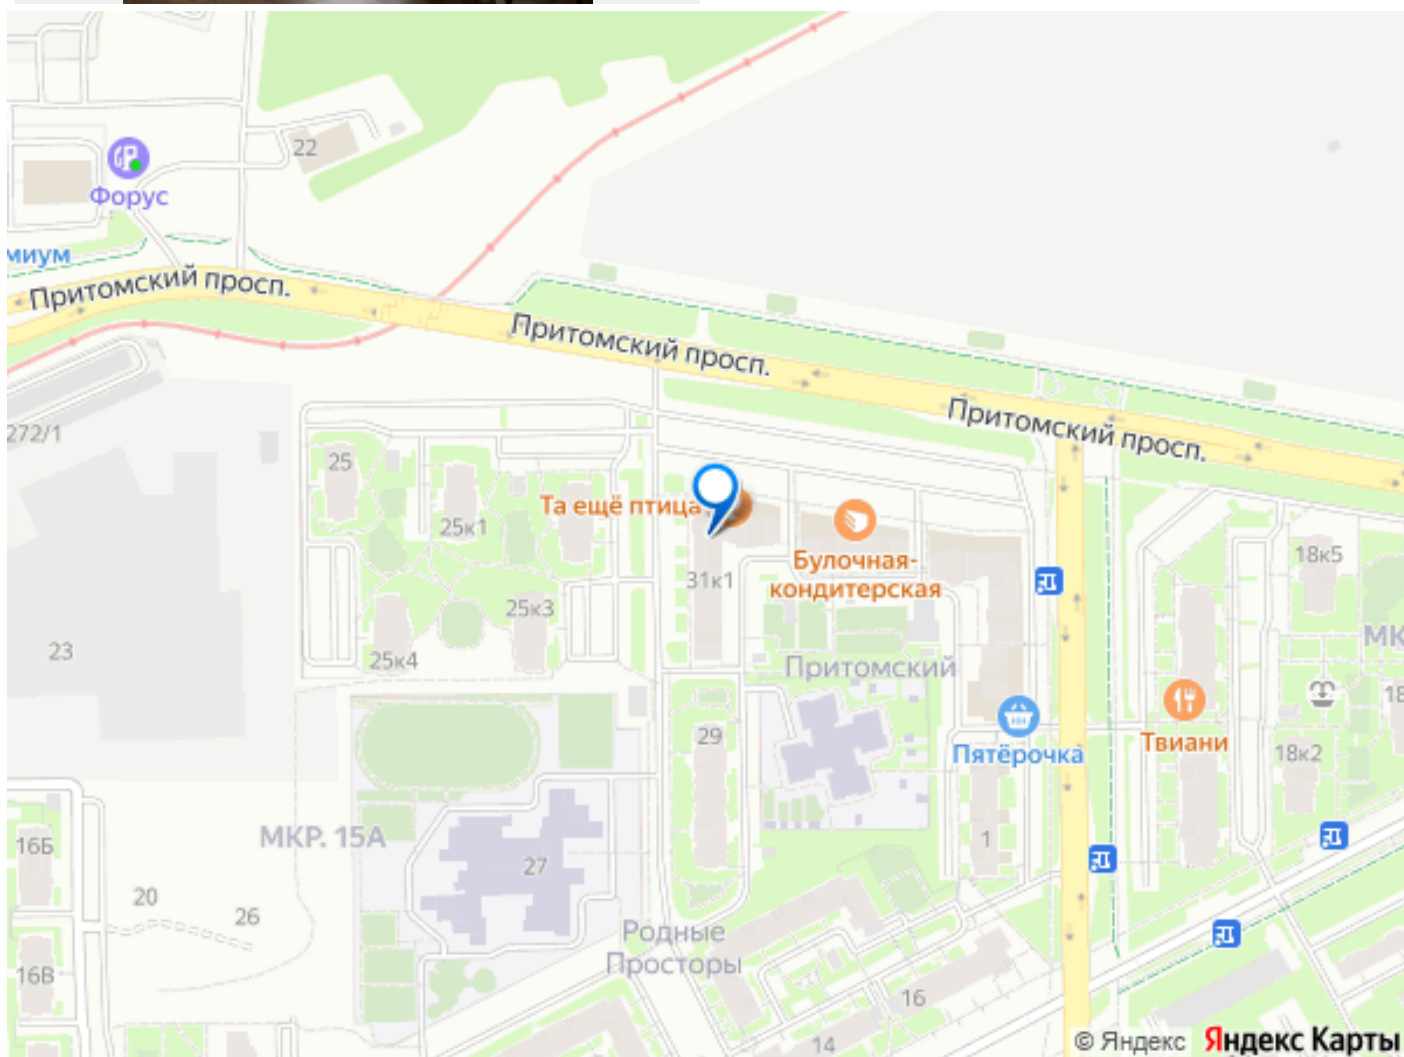 22
Форус
миум
Притомский просп.
Притомский просп.
Притомский просп.
272/1
25
25к1
Та ещё птица
Булочная-
кондитерская
18к5
31к1
25к3
23
25к4
Притомский
МК
18
29
Пятёрочка
Твиани
18к2
МКР. 15А
16Б
27
1
20
26
Родные
Просторы
16В
16
14
© Яндекс Яндекс Карты